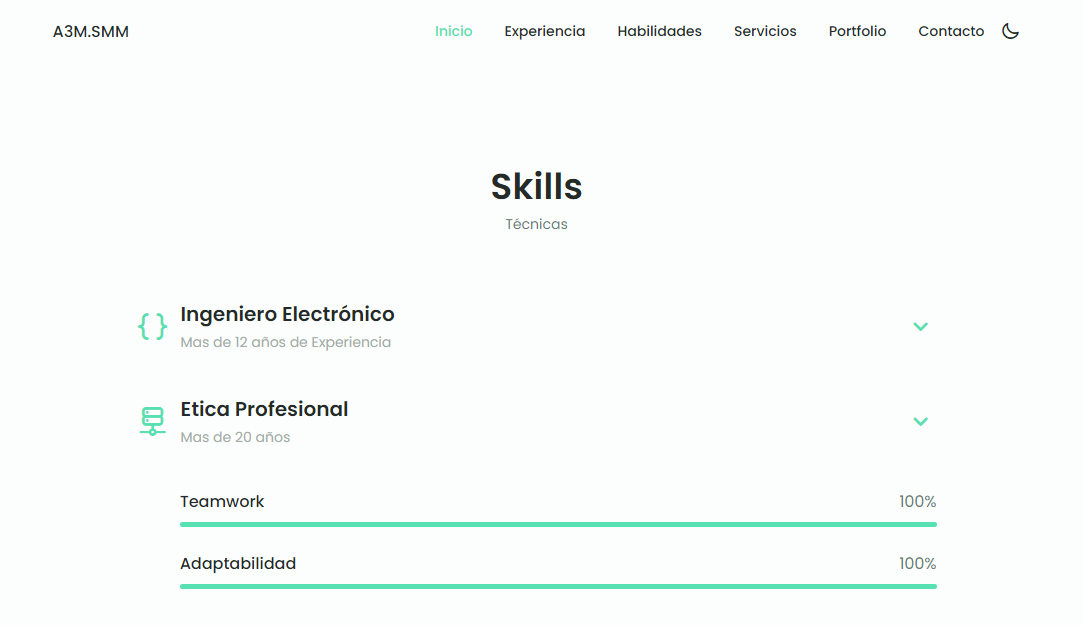 A3M.SMM Inicio Experiencia Habilidades Servicios Portfolio Contacto
Skills
Técnicas
Ingeniero Electrónico
Mas de 12 años de Experiencia
Etica Profesional
Mas de 20 años
Teamwork 100%
Adaptabilidad 100%